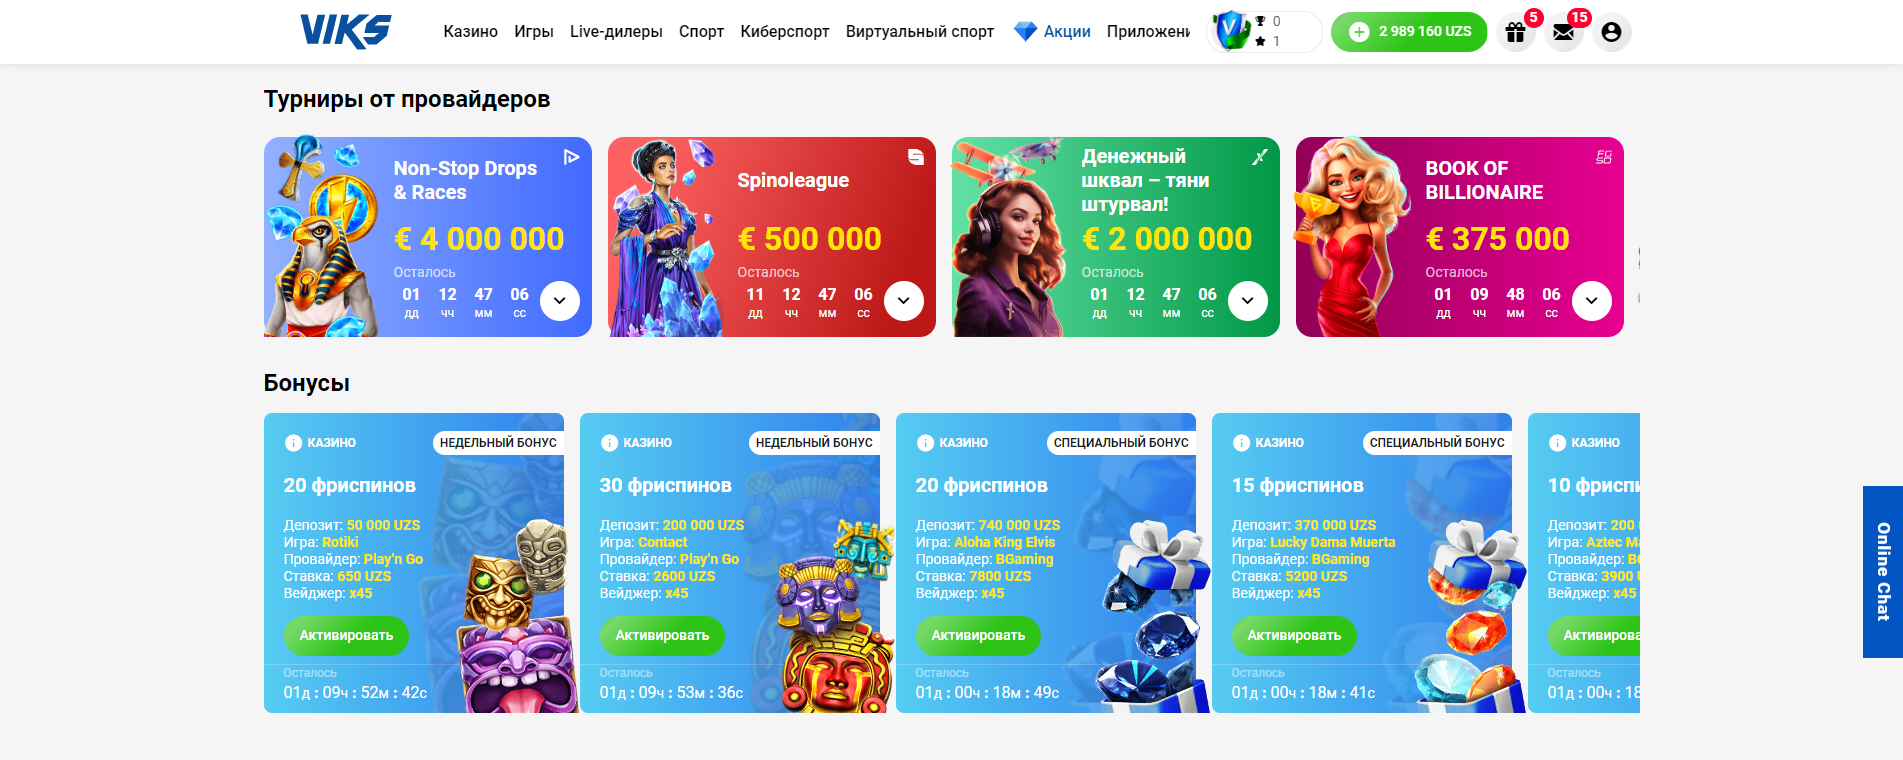 VIKS
Казино Игры Live-дилеры Спорт Киберспорт Виртуальный спорт Акции Приложени
V 0
1
2 989 160 UZS
5
15
Турниры от провайдеров
Non-Stop Drops
& Races
€ 4 000 000
Осталось
01 12 47 06
дд чч мм сс
Spinoleague
€ 500 000
Осталось
11 12 47 06
дд чч мм сс
Денежный
шквал – тяни
штурвал!
€ 2 000 000
Осталось
01 12 47 06
дд чч мм сс
BOOK OF
BILLIONAIRE
€ 375 000
Осталось
01 09 48 06
дд чч мм сс
Бонусы
КАЗИНО НЕДЕЛЬНЫЙ БОНУС
20 фриспинов
Депозит: 50 000 UZS
Игра: Rotiki
Провайдер: Play'n Go
Ставка: 650 UZS
Вейджер: x45
Активировать
Осталось
01д : 09ч : 52м : 42с
КАЗИНО НЕДЕЛЬНЫЙ БОНУС
30 фриспинов
Депозит: 200 000 UZS
Игра: Contact
Провайдер: Play'n Go
Ставка: 2600 UZS
Вейджер: x45
Активировать
Осталось
01д : 09ч : 53м : 36с
КАЗИНО СПЕЦИАЛЬНЫЙ БОНУС
20 фриспинов
Депозит: 740 000 UZS
Игра: Aloha King Elvis
Провайдер: BGaming
Ставка: 7800 UZS
Вейджер: x45
Активировать
Осталось
01д : 00ч : 18м : 49с
КАЗИНО СПЕЦИАЛЬНЫЙ БОНУС
15 фриспинов
Депозит: 370 000 UZS
Игра: Lucky Dama Muerta
Провайдер: BGaming
Ставка: 5200 UZS
Вейджер: x45
Активировать
Осталось
01д : 00ч : 18м : 41с
КАЗИНО
10 фриспи
Депозит: 200
Игра: Aztec Ma
Провайдер: B
Ставка: 3900
Вейджер: x45
Активирова
Осталось
01д : 00ч : 18
Online Chat